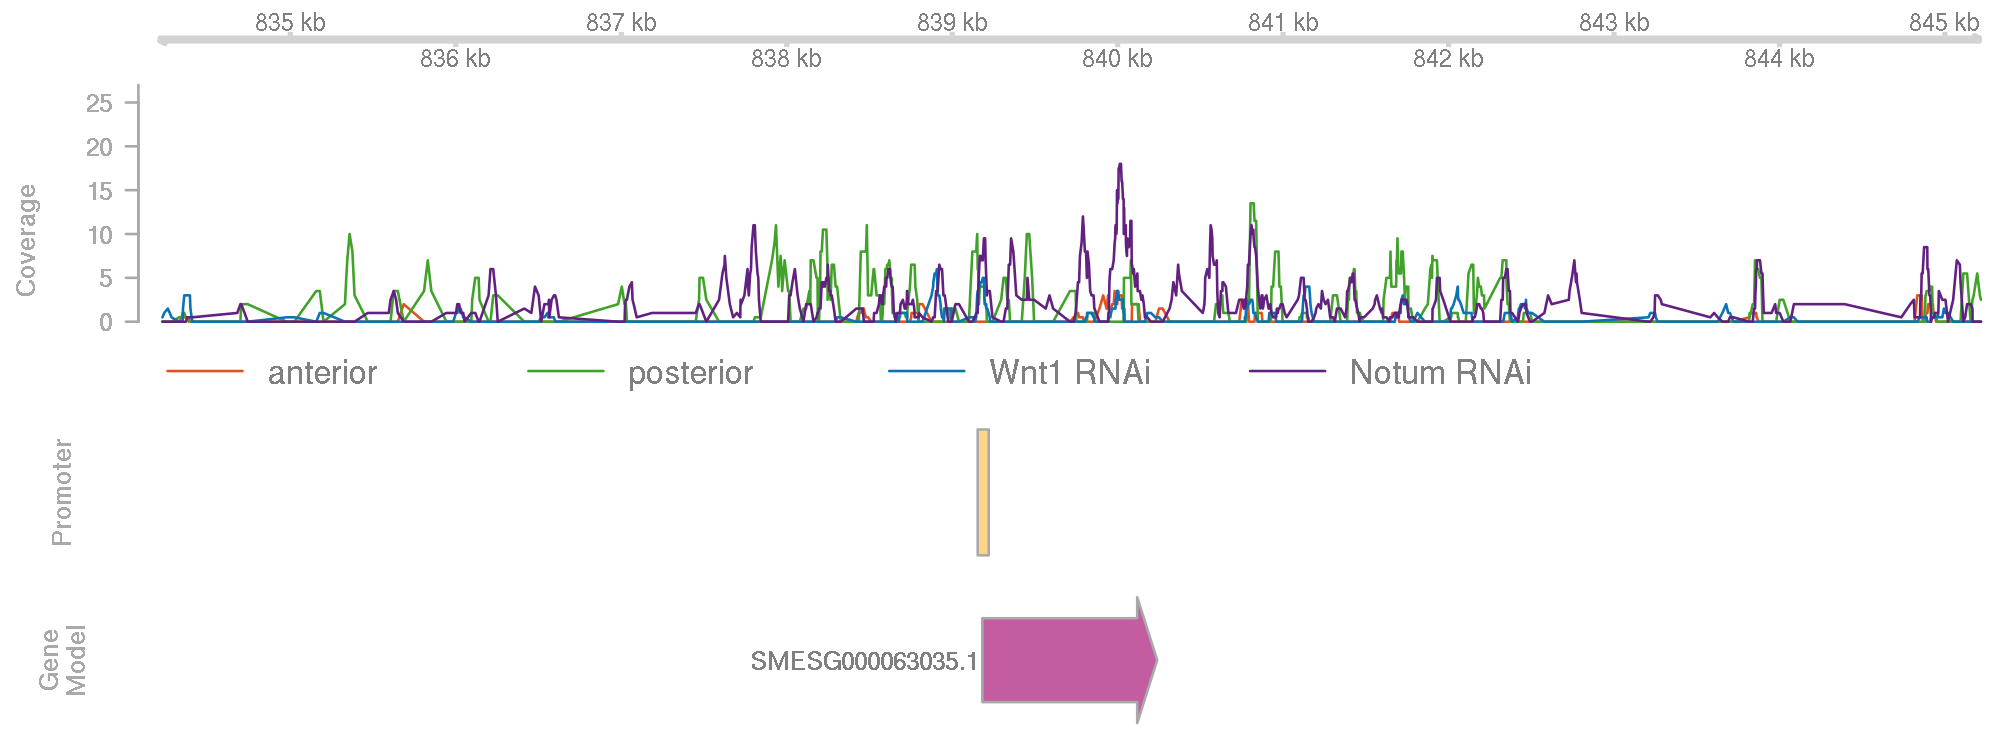 835 kb 837 kb 839 kb 841 kb 843 kb 845 kb
836 kb 838 kb 840 kb 842 kb 844 kb
Coverage
25
20
15
10
5
0
anterior posterior Wnt1 RNAi Notum RNAi
Promoter
Gene
Model
SMESG000063035.1